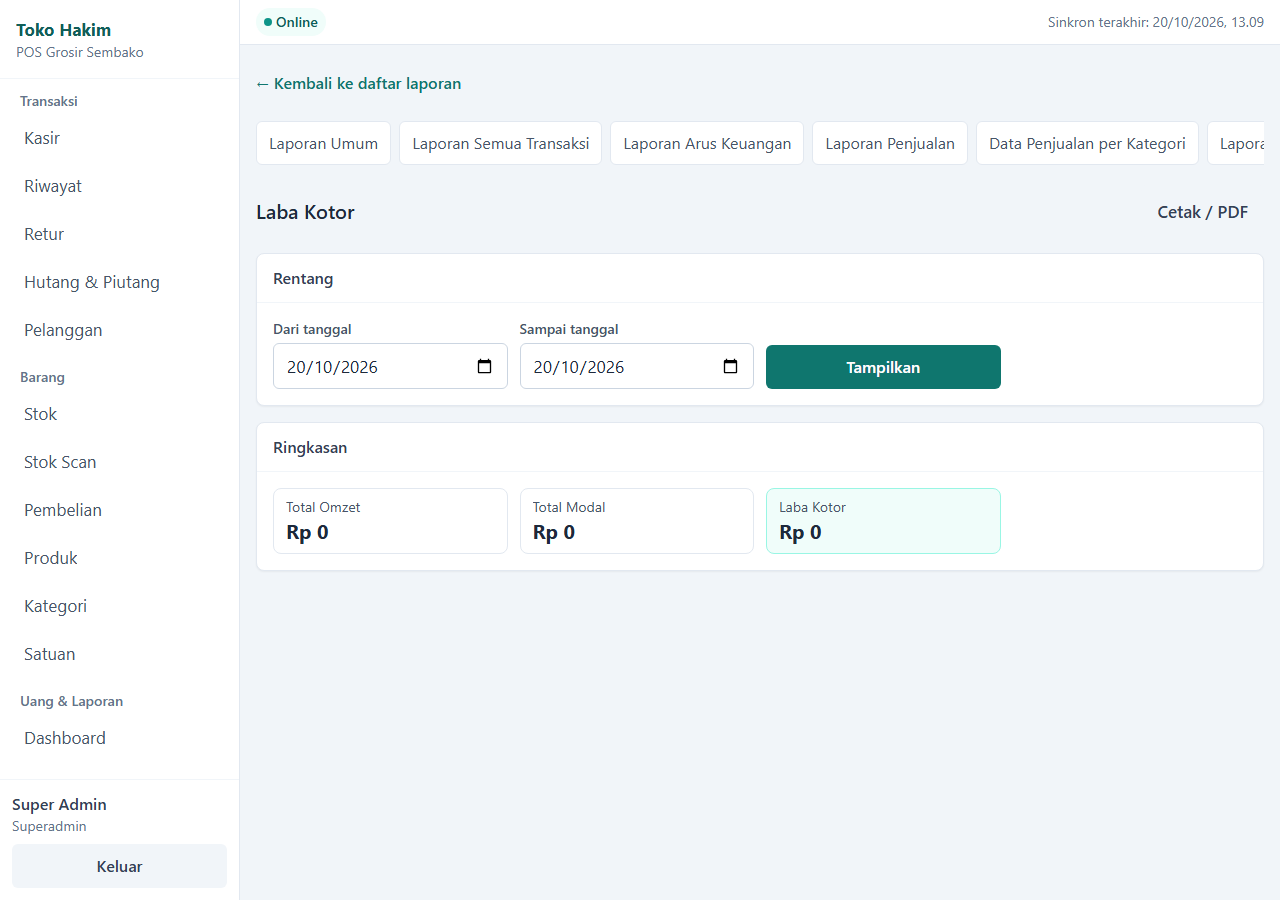 Toko Hakim
POS Grosir Sembako
Transaksi
Kasir
Riwayat
Retur
Hutang & Piutang
Pelanggan
Barang
Stok
Stok Scan
Pembelian
Produk
Kategori
Satuan
Uang & Laporan
Dashboard
Super Admin
Superadmin
Keluar
Online
Sinkron terakhir: 20/10/2026, 13.09
← Kembali ke daftar laporan
Laporan Umum
Laporan Semua Transaksi
Laporan Arus Keuangan
Laporan Penjualan
Data Penjualan per Kategori
Laba Kotor
Cetak / PDF
Rentang
Dari tanggal
20/10/2026
Sampai tanggal
20/10/2026
Tampilkan
Ringkasan
Total Omzet
Rp 0
Total Modal
Rp 0
Laba Kotor
Rp 0